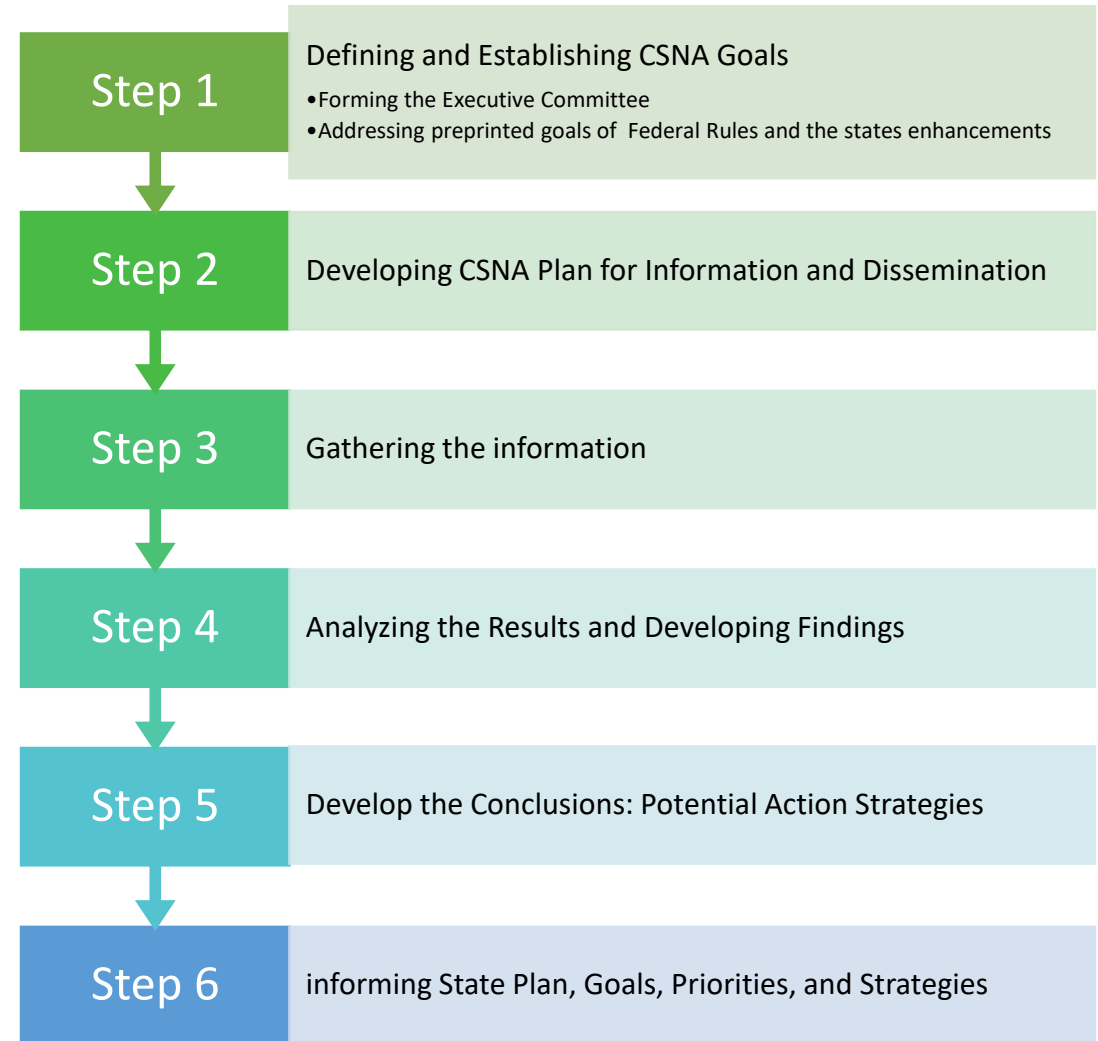 Step 1
Defining and Establishing CSNA Goals
•Forming the Executive Committee
•Addressing preprinted goals of  Federal Rules and the states enhancements
Step 2
Developing CSNA Plan for Information and Dissemination
Step 3
Gathering the information
Step 4
Analyzing the Results and Developing Findings
Step 5
Develop the Conclusions: Potential Action Strategies
Step 6
informing State Plan, Goals, Priorities, and Strategies